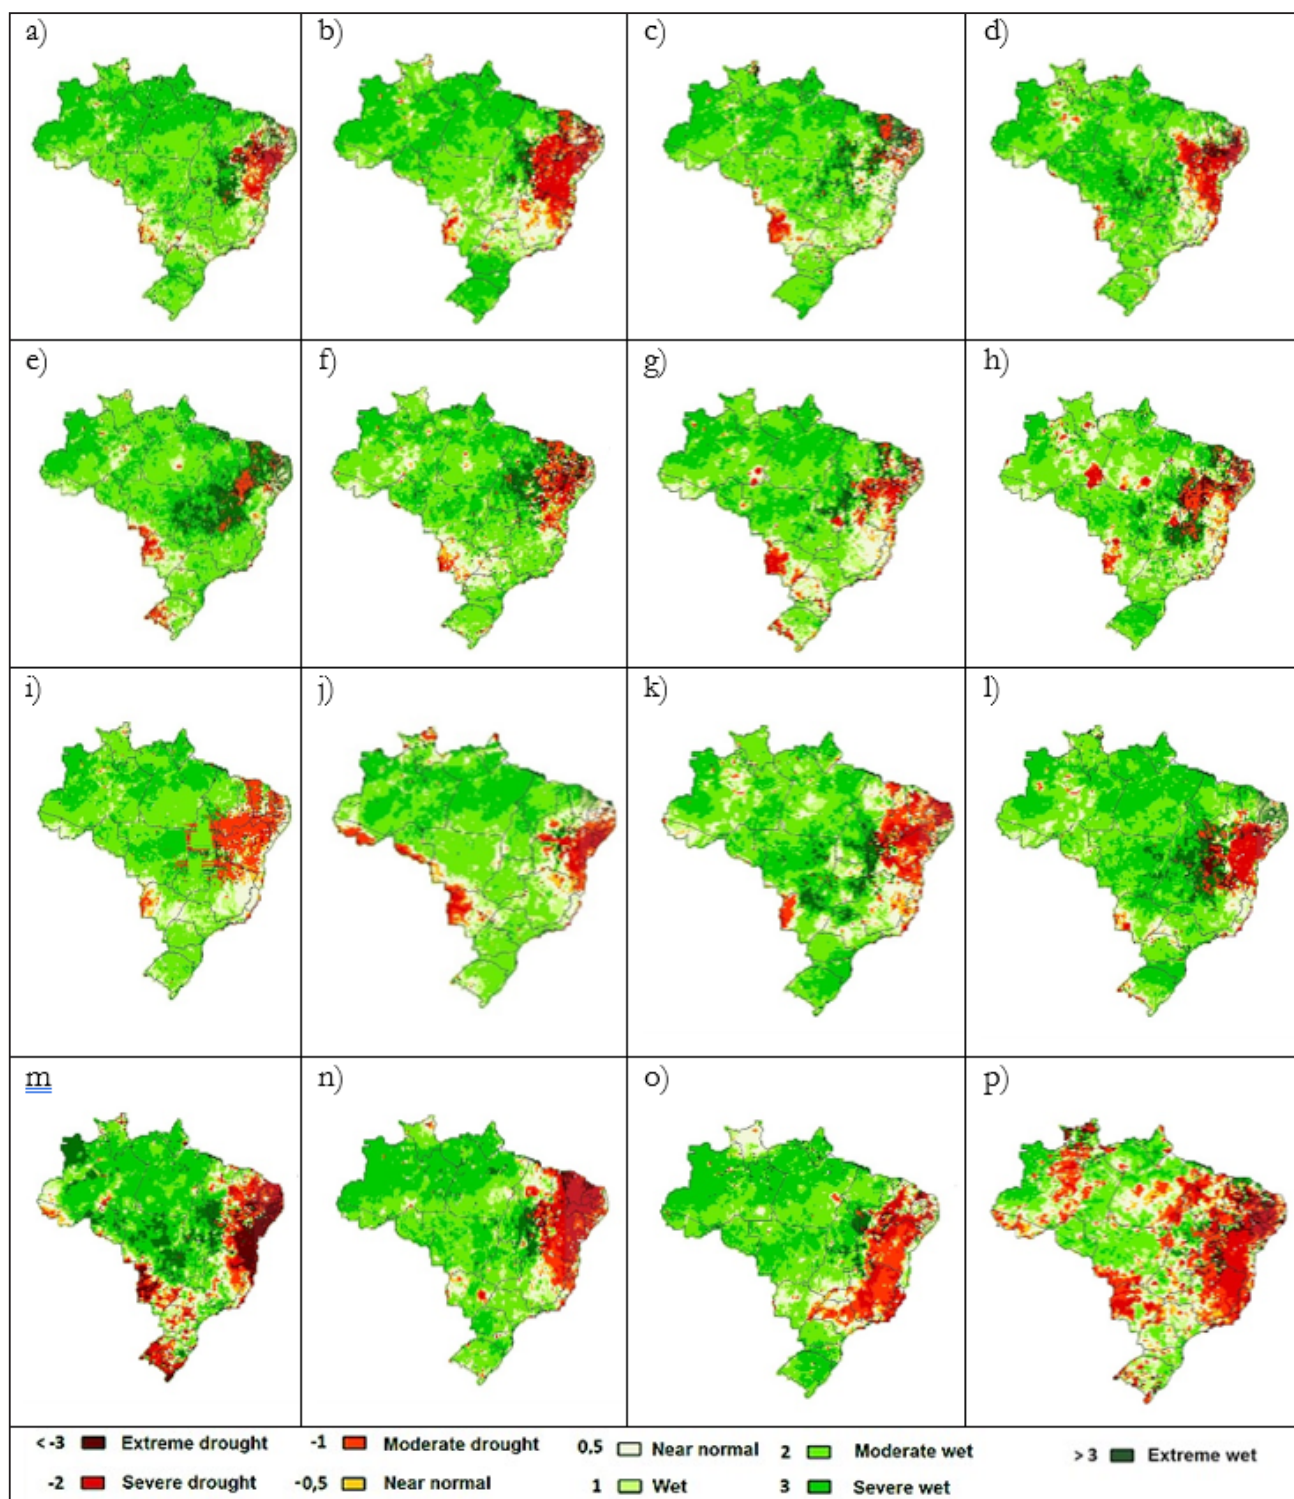 a) b) c) d)
e) f) g) h)
i) j) k) l)
m n) o) p)
< -3 Extreme drought -1 Moderate drought 0,5 Near normal 2 Moderate wet > 3 Extreme wet
-2 Severe drought -0,5 Near normal 1 Wet 3 Severe wet